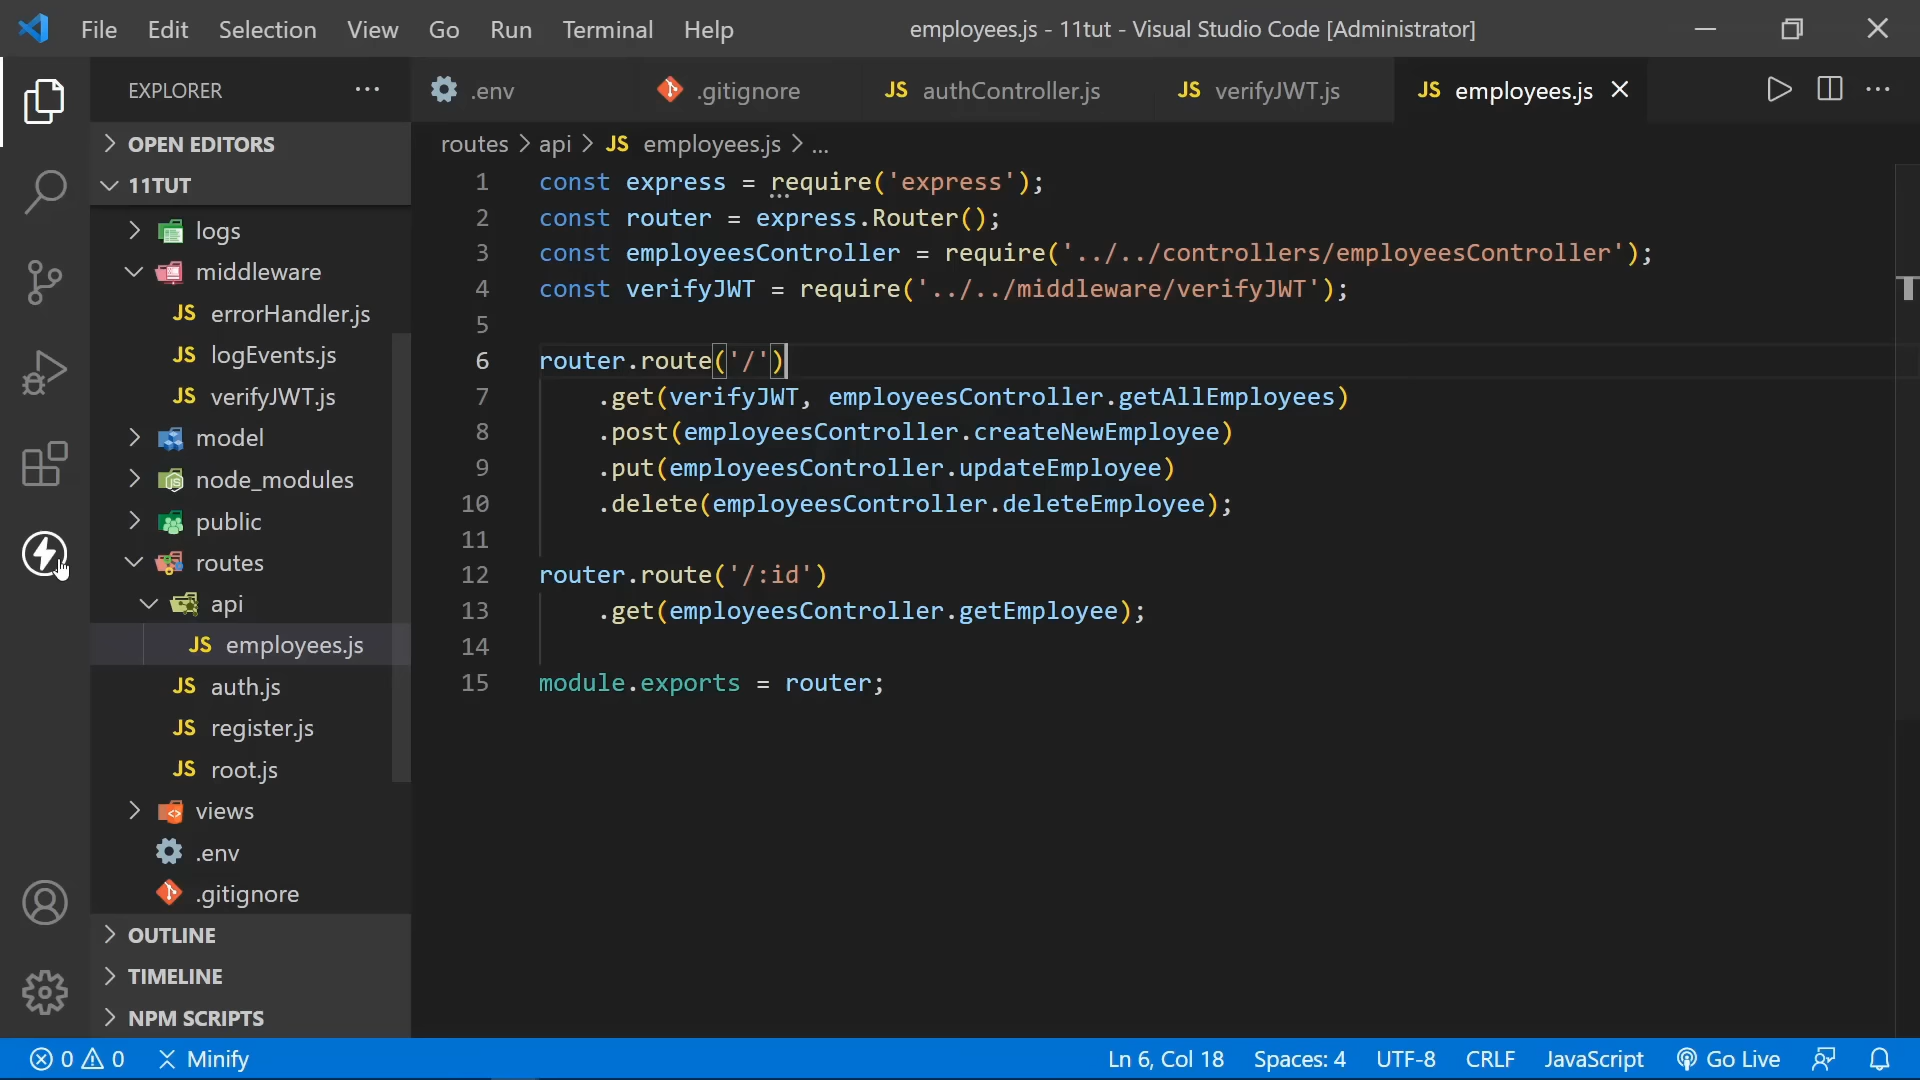 File Edit Selection View Go Run Terminal Help employees.js - 11tut - Visual Studio Code [Administrator]
EXPLORER
.env
.gitignore
JS authController.js
JS verifyJWT.js
JS employees.js
OPEN EDITORS
11TUT
logs
middleware
JS errorHandler.js
JS logEvents.js
JS verifyJWT.js
model
node_modules
public
routes
api
JS employees.js
JS auth.js
JS register.js
JS root.js
views
.env
.gitignore
OUTLINE
TIMELINE
NPM SCRIPTS
routes > api > JS employees.js > ...
1 const express = require('express');
2 const router = express.Router();
3 const employeesController = require('../../controllers/employeesController');
4 const verifyJWT = require('../../middleware/verifyJWT');
5
6 router.route('/')
7     .get(verifyJWT, employeesController.getAllEmployees)
8     .post(employeesController.createNewEmployee)
9     .put(employeesController.updateEmployee)
10     .delete(employeesController.deleteEmployee);
11
12 router.route('/:id')
13     .get(employeesController.getEmployee);
14
15 module.exports = router;
0 0 Minify Ln 6, Col 18 Spaces: 4 UTF-8 CRLF JavaScript Go Live